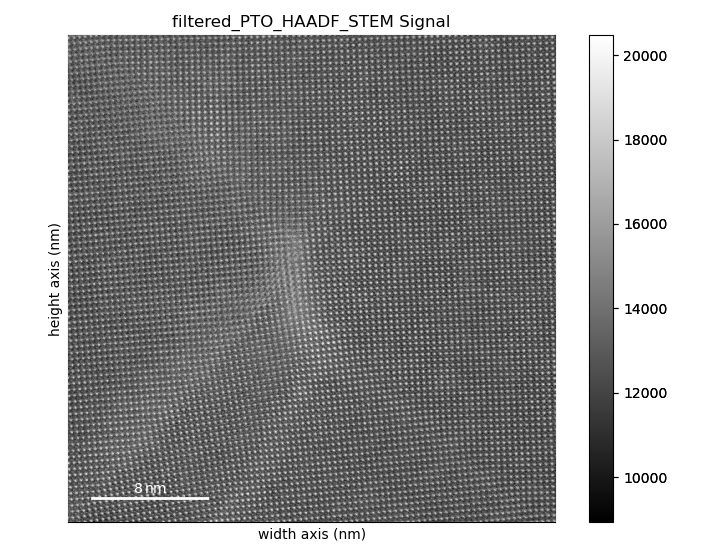 filtered_PTO_HAADF_STEM Signal
20000
18000
16000
14000
12000
10000
height axis (nm)
8 nm
width axis (nm)